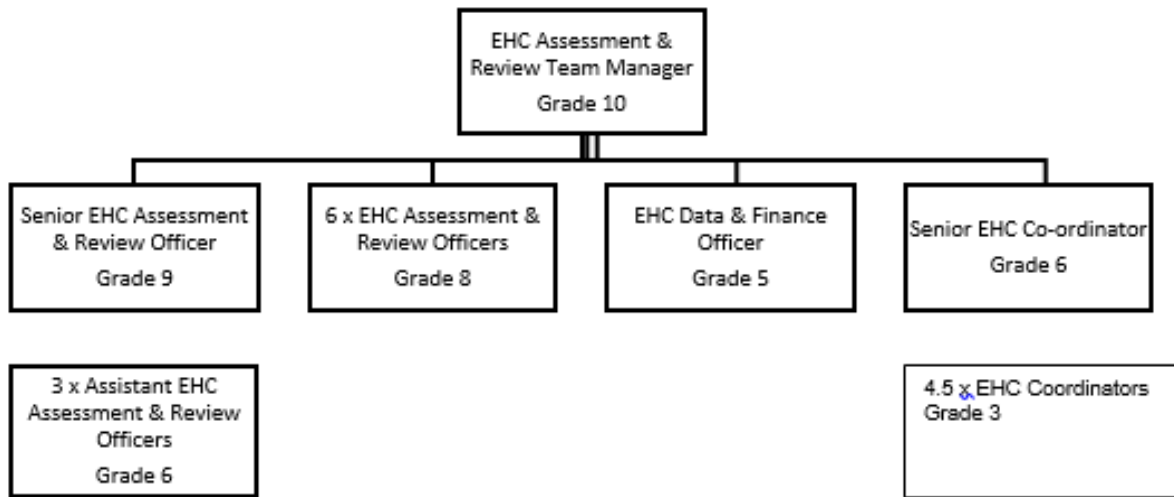 EHC Assessment &
Review Team Manager
Grade 10
Senior EHC Assessment
& Review Officer
Grade 9
6 x EHC Assessment &
Review Officers
Grade 8
EHC Data & Finance
Officer
Grade 5
Senior EHC Co-ordinator
Grade 6
3 x Assistant EHC
Assessment & Review
Officers
Grade 6
4.5 x EHC Coordinators
Grade 3